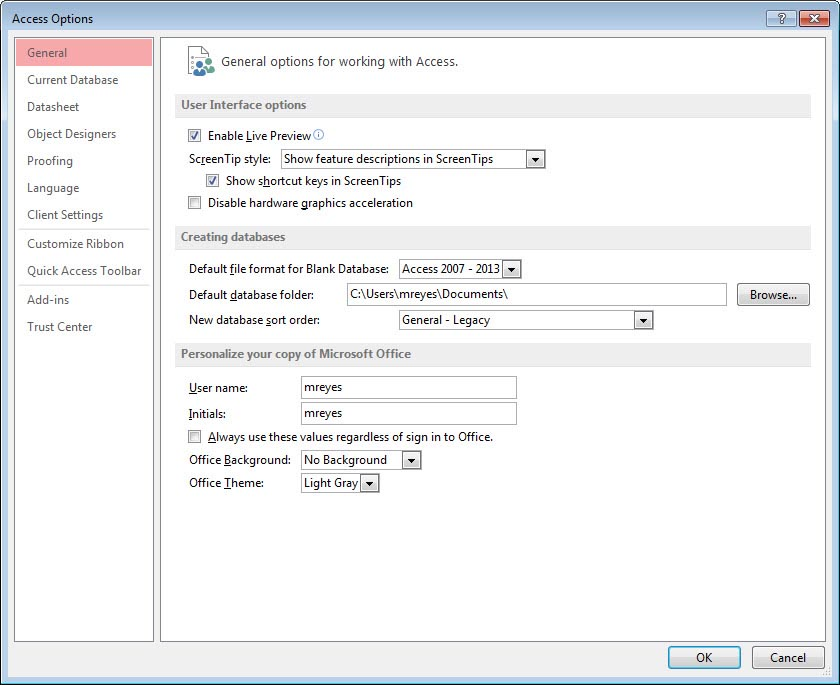 Access Options
General
Current Database
Datasheet
Object Designers
Proofing
Language
Client Settings
Customize Ribbon
Quick Access Toolbar
Add-ins
Trust Center
General options for working with Access.
User Interface options
Enable Live Preview
ScreenTip style: Show feature descriptions in ScreenTips
Show shortcut keys in ScreenTips
Disable hardware graphics acceleration
Creating databases
Default file format for Blank Database: Access 2007 - 2013
Default database folder: C:\Users\mreyes\Documents\ Browse...
New database sort order: General - Legacy
Personalize your copy of Microsoft Office
User name: mreyes
Initials: mreyes
Always use these values regardless of sign in to Office.
Office Background: No Background
Office Theme: Light Gray
OK Cancel